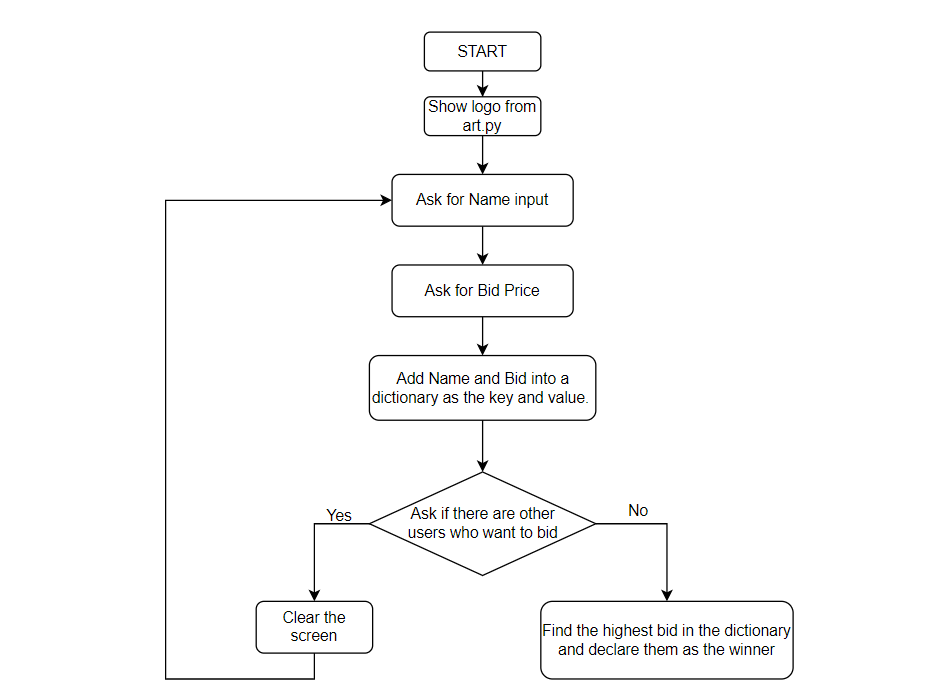 START
Show logo from
art.py
Ask for Name input
Ask for Bid Price
Add Name and Bid into a
dictionary as the key and value.
Ask if there are other
users who want to bid
Yes
No
Clear the
screen
Find the highest bid in the dictionary
and declare them as the winner